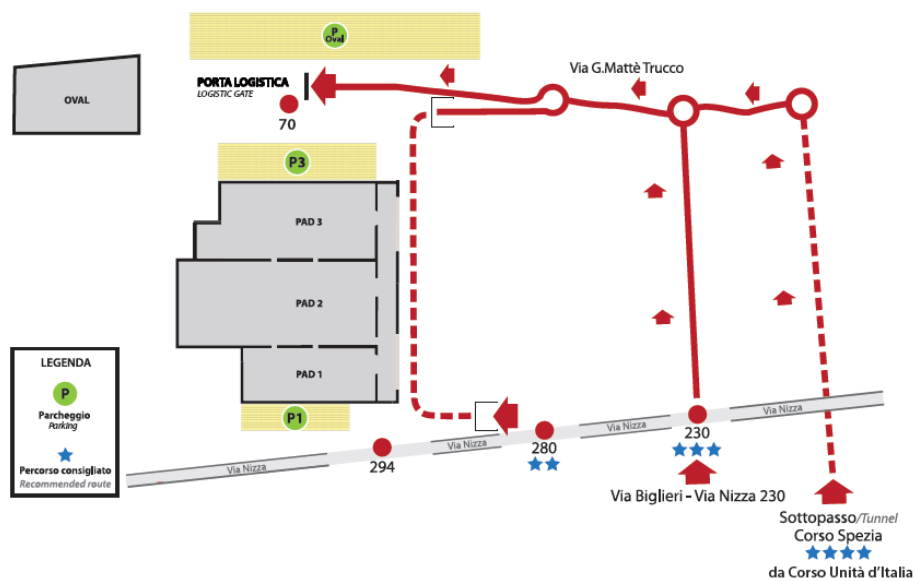 P
Oval
Via G.Mattè Trucco
PORTA LOGISTICA
LOGISTIC GATE
OVAL
70
P3
PAD 3
PAD 2
PAD 1
LEGENDA
P
Parcheggio
Parking
Percorso consigliato
Recommended route
P1
Via Nizza
Via Nizza
Via Nizza
Via Nizza
Via Nizza
294
280
230
Via Biglieri - Via Nizza 230
Sottopasso/Tunnel
Corso Spezia
da Corso Unità d'Italia